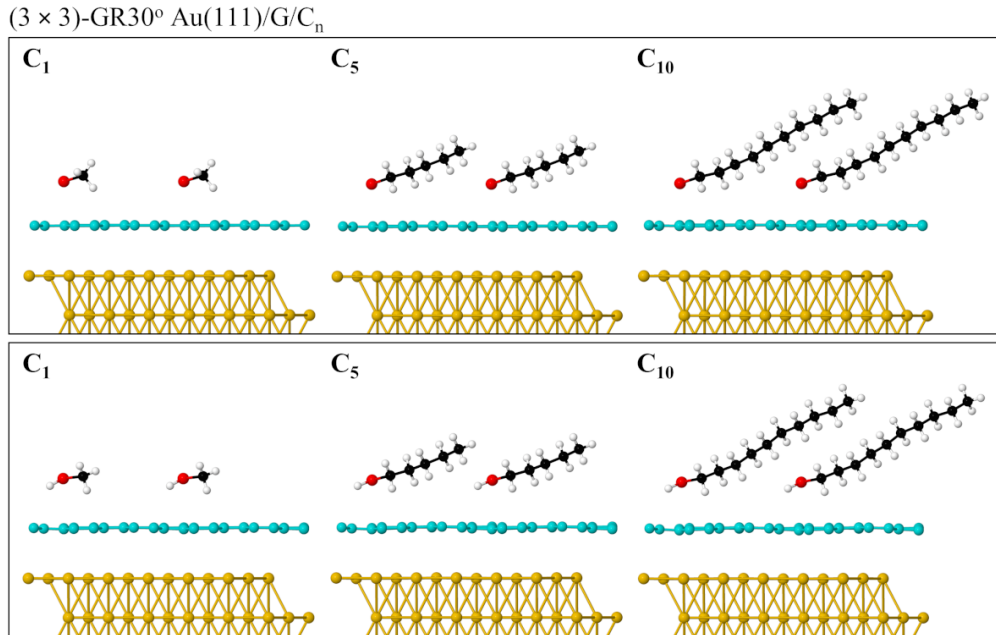 (3 × 3)-GR30° Au(111)/G/Cₙ
C₁ C₅ C₁₀
C₁ C₅ C₁₀